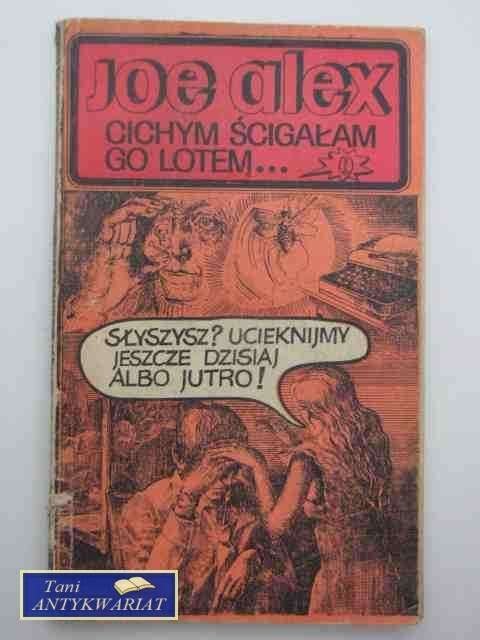 JOE alex
CICHYM ŚCIGAŁAM
GO LOTEM...
SŁYSZYSZ? UCIEKNIJMY
JESZCZE DZISIAJ
ALBO JUTRO!
Tani
ANTYKWARIAT